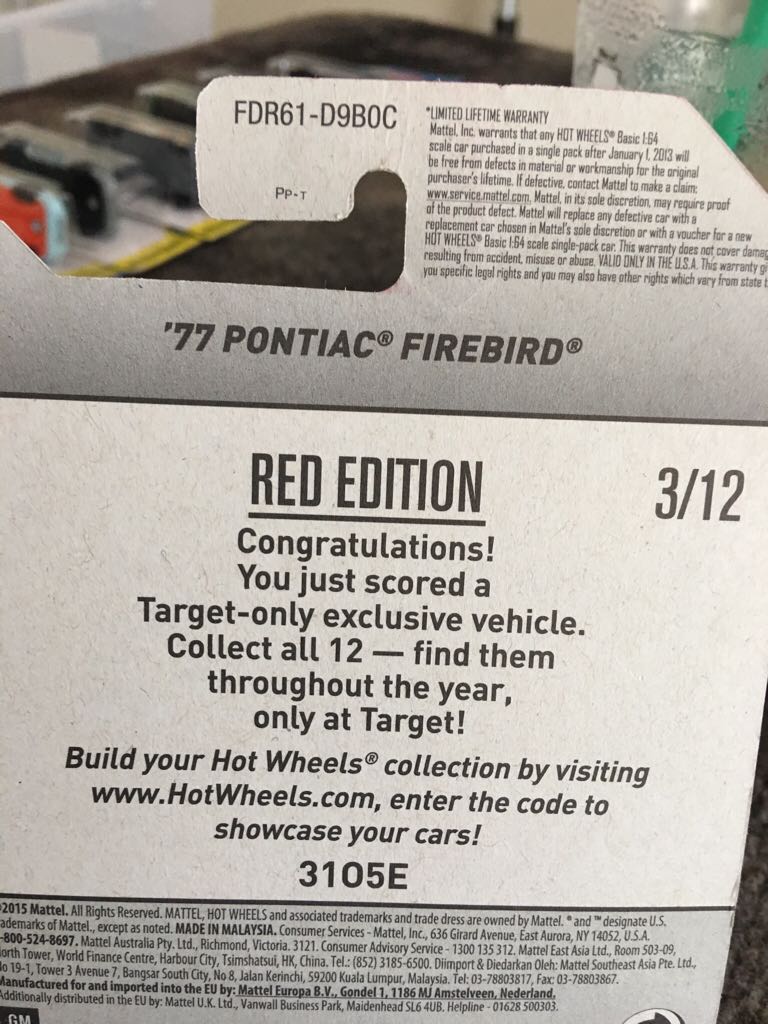 FDR61-D9B0C
PP-T
*LIMITED LIFETIME WARRANTY
Mattel, Inc. warrants that any HOT WHEELS® Basic 1:64
scale car purchased in a single pack after January 1, 2013 will
be free from defects in material or workmanship for the original
purchaser's lifetime. If defective, contact Mattel to make a claim:
www.service.mattel.com. Mattel, in its sole discretion, may require proof
of the product defect. Mattel will replace any defective car with a
replacement car chosen in Mattel's sole discretion or with a voucher for a new
HOT WHEELS® Basic 1:64 scale single-pack car. This warranty does not cover damag
resulting from accident, misuse or abuse. VALID ONLY IN THE U.S.A. This warranty gi
you specific legal rights and you may also have other rights which vary from state t
'77 PONTIAC® FIREBIRD®
RED EDITION
3/12
Congratulations!
You just scored a
Target-only exclusive vehicle.
Collect all 12 — find them
throughout the year,
only at Target!
Build your Hot Wheels® collection by visiting
www.HotWheels.com, enter the code to
showcase your cars!
3105E
2015 Mattel. All Rights Reserved. MATTEL, HOT WHEELS and associated trademarks and trade dress are owned by Mattel. ® and ™ designate U.S.
ademarks of Mattel., except as noted. MADE IN MALAYSIA. Consumer Services - Mattel, Inc., 636 Girard Avenue, East Aurora, NY 14052, U.S.A.
-800-524-8697. Mattel Australia Pty. Ltd., Richmond, Victoria. 3121. Consumer Advisory Service - 1300 135 312. Mattel East Asia Ltd., Room 503-09,
orth Tower, World Finance Centre, Harbour City, Tsimshatsui, HK, China. Tel.: (852) 3185-6500. Diimport & Diedarkan Oleh: Mattel Southeast Asia Pte. Ltd.,
lo 19-1, Tower 3 Avenue 7, Bangsar South City, No 8, Jalan Kerinchi, 59200 Kuala Lumpur, Malaysia. Tel: 03-78803817, Fax: 03-78803867.
Manufactured for and imported into the EU by: Mattel Europa B.V., Gondel 1, 1186 MJ Amstelveen, Nederland.
Additionally distributed in the EU by: Mattel U.K. Ltd., Vanwall Business Park, Maidenhead SL6 4UB. Helpline - 01628 500303.
GM